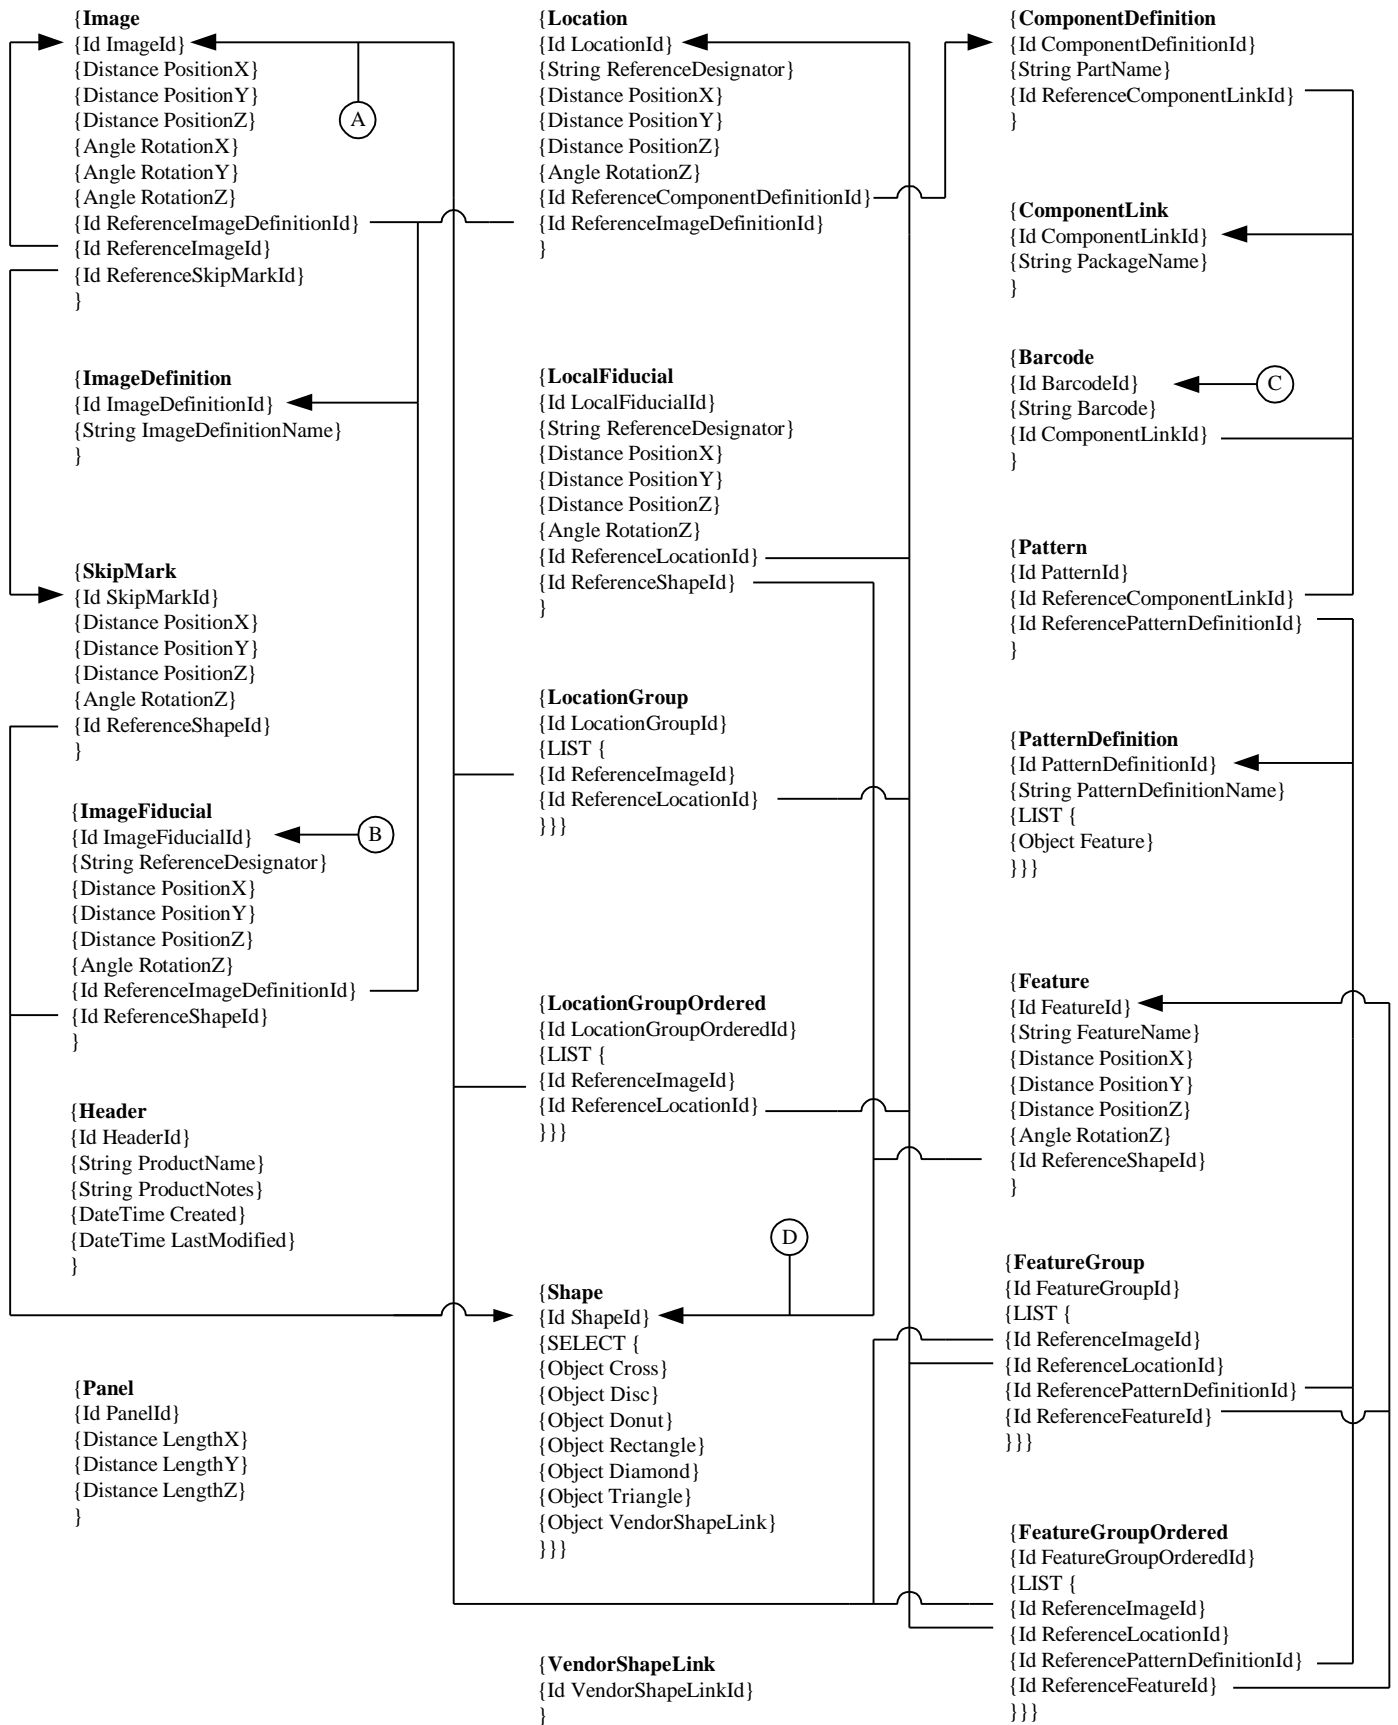 {Image
{Id ImageId}
{Distance PositionX}
{Distance PositionY}
{Distance PositionZ}
{Angle RotationX}
{Angle RotationY}
{Angle RotationZ}
{Id ReferenceImageDefinitionId}
{Id ReferenceImageId}
{Id ReferenceSkipMarkId}
}
A
{ImageDefinition
{Id ImageDefinitionId}
{String ImageDefinitionName}
}
{SkipMark
{Id SkipMarkId}
{Distance PositionX}
{Distance PositionY}
{Distance PositionZ}
{Angle RotationZ}
{Id ReferenceShapeId}
}
{ImageFiducial
{Id ImageFiducialId}
B
{String ReferenceDesignator}
{Distance PositionX}
{Distance PositionY}
{Distance PositionZ}
{Angle RotationZ}
{Id ReferenceImageDefinitionId}
{Id ReferenceShapeId}
}
{Header
{Id HeaderId}
{String ProductName}
{String ProductNotes}
{DateTime Created}
{DateTime LastModified}
}
{Panel
{Id PanelId}
{Distance LengthX}
{Distance LengthY}
{Distance LengthZ}
}
{Location
{Id LocationId}
{String ReferenceDesignator}
{Distance PositionX}
{Distance PositionY}
{Distance PositionZ}
{Angle RotationZ}
{Id ReferenceComponentDefinitionId}
{Id ReferenceImageDefinitionId}
}
{LocalFiducial
{Id LocalFiducialId}
{String ReferenceDesignator}
{Distance PositionX}
{Distance PositionY}
{Distance PositionZ}
{Angle RotationZ}
{Id ReferenceLocationId}
{Id ReferenceShapeId}
}
{LocationGroup
{Id LocationGroupId}
{LIST {
{Id ReferenceImageId}
{Id ReferenceLocationId}
}}}
{LocationGroupOrdered
{Id LocationGroupOrderedId}
{LIST {
{Id ReferenceImageId}
{Id ReferenceLocationId}
}}}
D
{Shape
{Id ShapeId}
{SELECT {
{Object Cross}
{Object Disc}
{Object Donut}
{Object Rectangle}
{Object Diamond}
{Object Triangle}
{Object VendorShapeLink}
}}}
{VendorShapeLink
{Id VendorShapeLinkId}
}
{ComponentDefinition
{Id ComponentDefinitionId}
{String PartName}
{Id ReferenceComponentLinkId}
}
{ComponentLink
{Id ComponentLinkId}
{String PackageName}
}
{Barcode
{Id BarcodeId}
C
{String Barcode}
{Id ComponentLinkId}
}
{Pattern
{Id PatternId}
{Id ReferenceComponentLinkId}
{Id ReferencePatternDefinitionId}
}
{PatternDefinition
{Id PatternDefinitionId}
{String PatternDefinitionName}
{LIST {
{Object Feature}
}}}
{Feature
{Id FeatureId}
{String FeatureName}
{Distance PositionX}
{Distance PositionY}
{Distance PositionZ}
{Angle RotationZ}
{Id ReferenceShapeId}
}
{FeatureGroup
{Id FeatureGroupId}
{LIST {
{Id ReferenceImageId}
{Id ReferenceLocationId}
{Id ReferencePatternDefinitionId}
{Id ReferenceFeatureId}
}}}
{FeatureGroupOrdered
{Id FeatureGroupOrderedId}
{LIST {
{Id ReferenceImageId}
{Id ReferenceLocationId}
{Id ReferencePatternDefinitionId}
{Id ReferenceFeatureId}
}}}